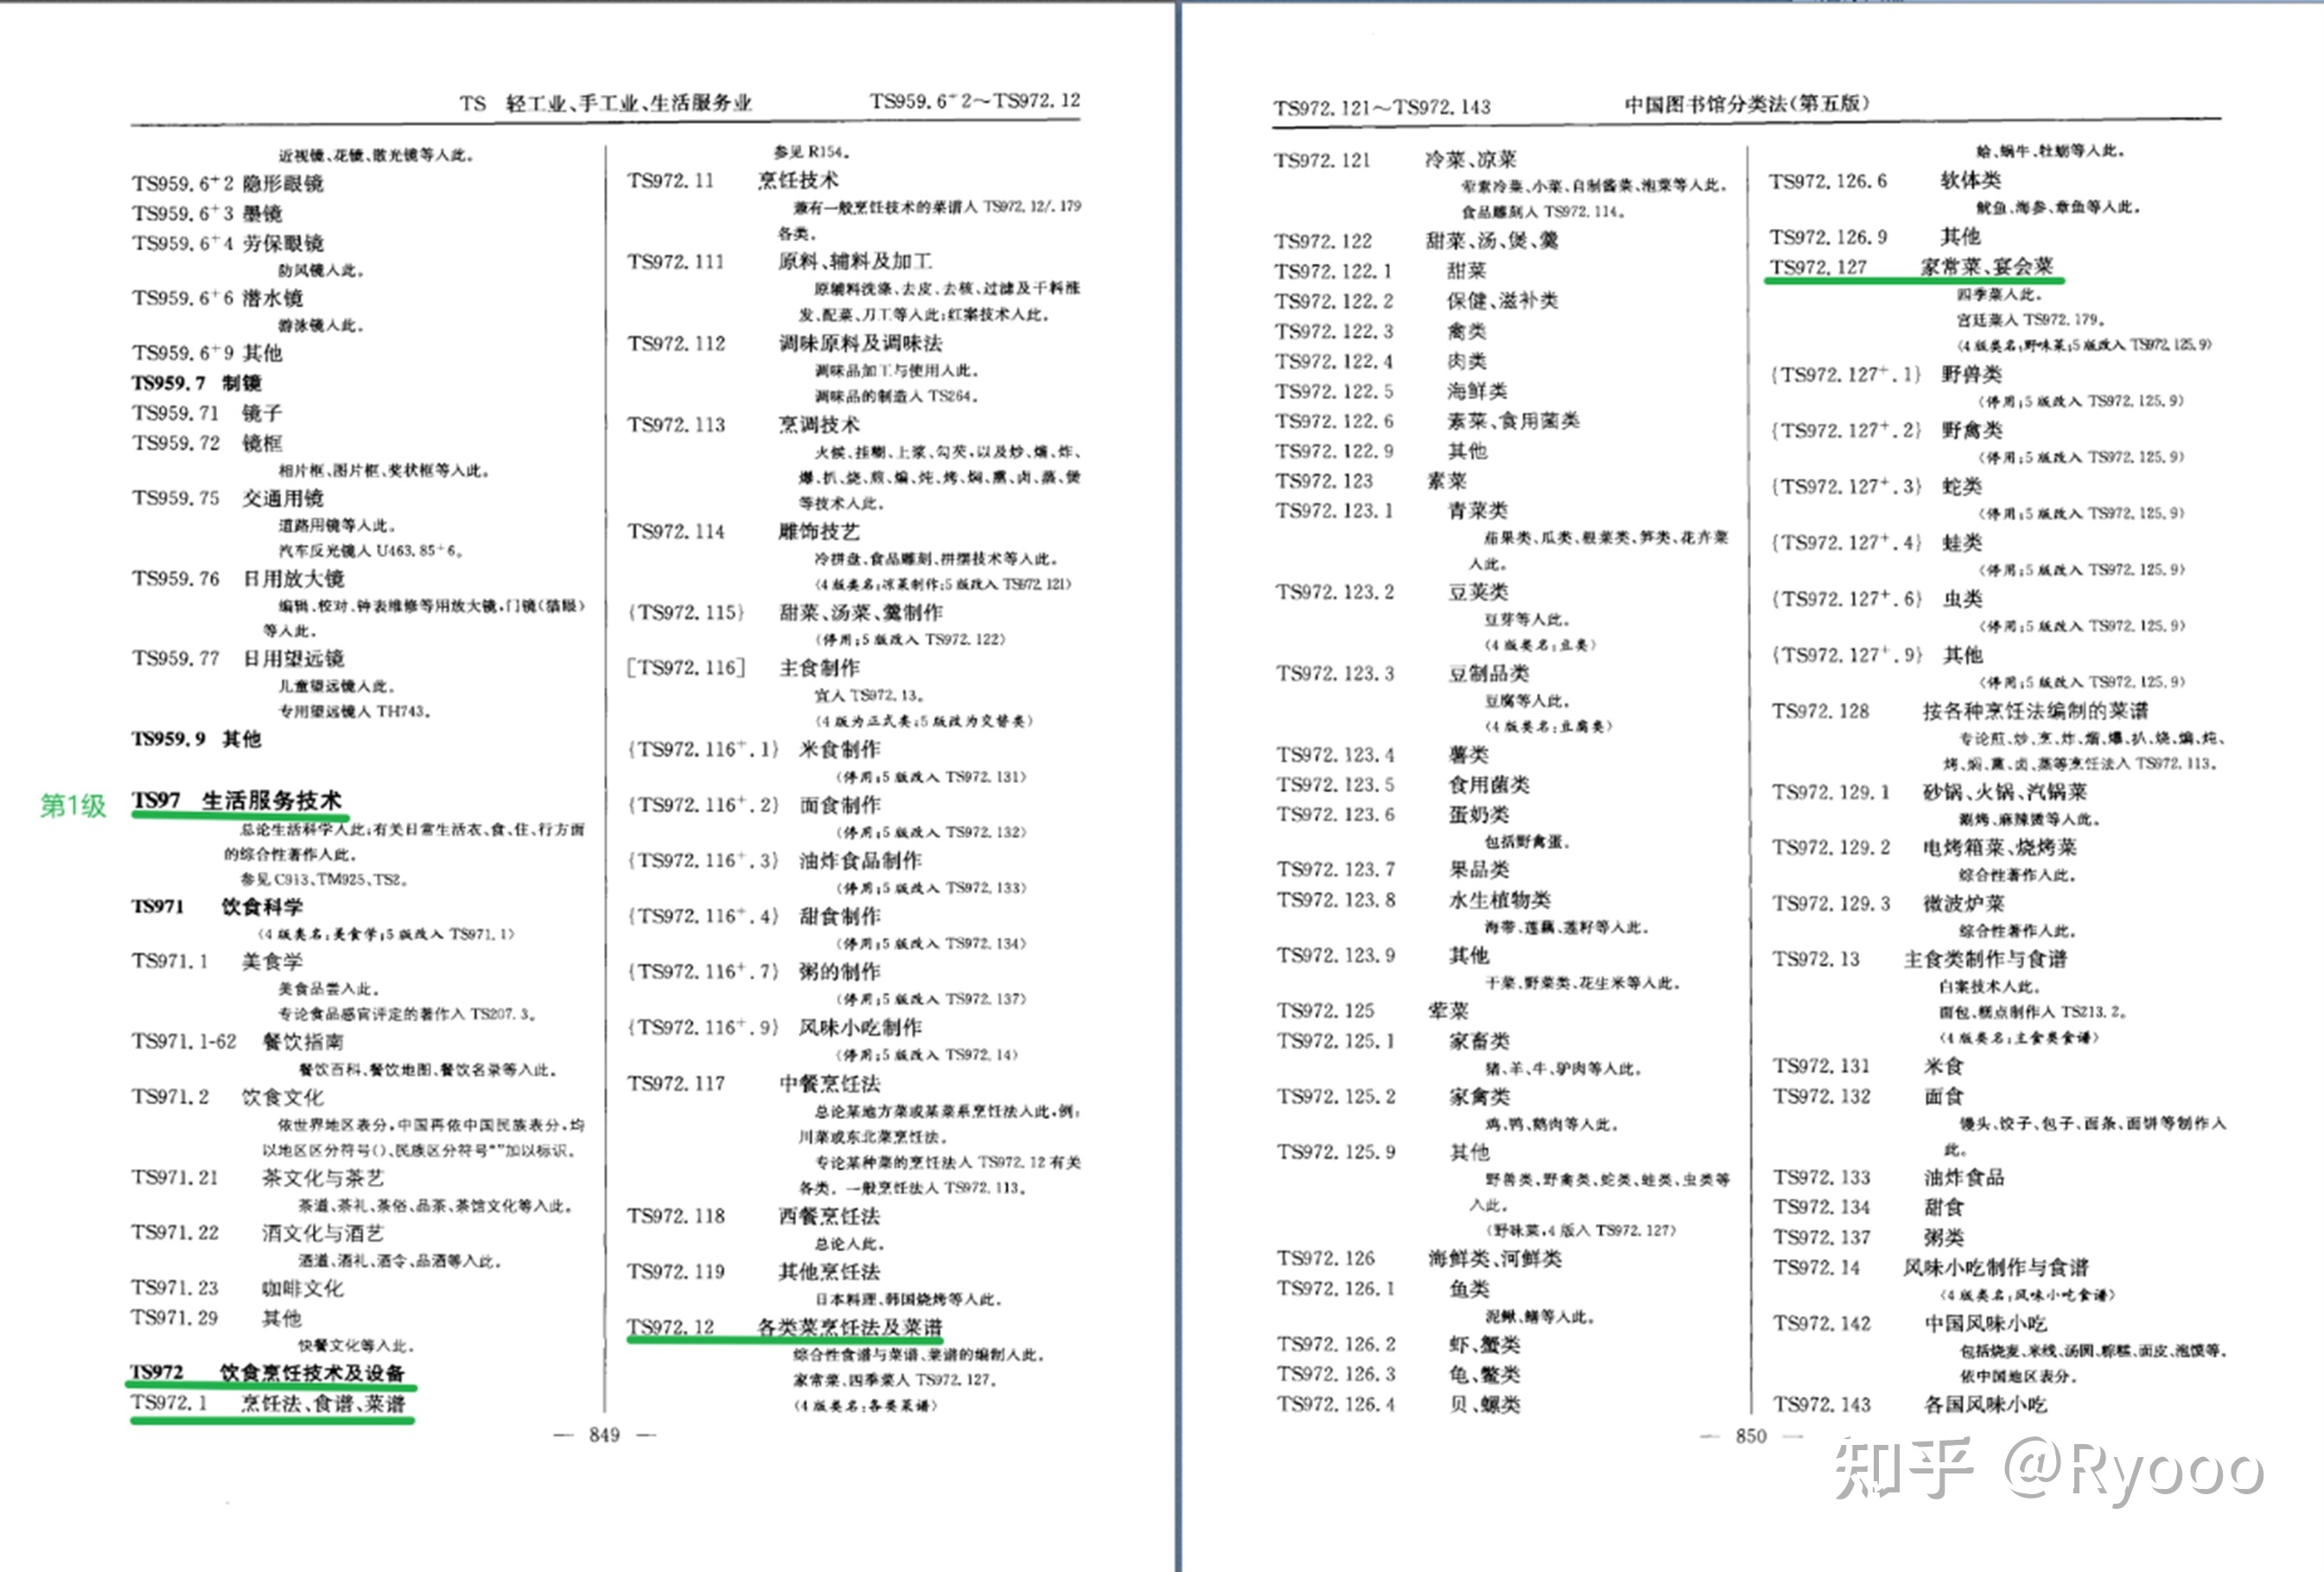 TS 轻工业、手工业、生活服务业 TS959.6⁺2～TS972.12
近视镜、花镜、散光镜等入此。
TS959.6⁺2 隐形眼镜
TS959.6⁺3 墨镜
TS959.6⁺4 劳保眼镜
防风镜入此。
TS959.6⁺6 潜水镜
游泳镜入此。
TS959.6⁺9 其他
TS959.7 制镜
TS959.71 镜子
TS959.72 镜框
相片框、图片框、奖状框等入此。
TS959.75 交通用镜
道路用镜等入此。
汽车反光镜入 U463.85⁺6。
TS959.76 日用放大镜
编辑、校对、钟表维修等用放大镜,门镜(猫眼)
等入此。
TS959.77 日用望远镜
儿童望远镜入此。
专用望远镜入 TH743。
TS959.9 其他
第1级
TS97 生活服务技术
总论生活科学入此;有关日常生活衣、食、住、行方面
的综合性著作入此。
参见 C913、TM925、TS2。
TS971 饮食科学
(4 版类名:美食学;5 版改入 TS971.1)
TS971.1 美食学
美食品尝入此。
专论食品感官评定的著作入 TS207.3。
TS971.1-62 餐饮指南
餐饮百科、餐饮地图、餐饮名录等入此。
TS971.2 饮食文化
依世界地区表分,中国再依中国民族表分,均
以地区区分符号()、民族区分符号“”加以标识。
TS971.21 茶文化与茶艺
茶道、茶礼、茶俗、品茶、茶馆文化等入此。
TS971.22 酒文化与酒艺
酒道、酒礼、酒令、品酒等入此。
TS971.23 咖啡文化
TS971.29 其他
快餐文化等入此。
TS972 饮食烹饪技术及设备
TS972.1 烹饪法、食谱、菜谱
参见 R154。
TS972.11 烹饪技术
兼有一般烹饪技术的菜谱入 TS972.12/.179
各类。
TS972.111 原料、辅料及加工
原辅料洗涤、去皮、去核、过滤及干料涨
发、配菜、刀工等入此;红案技术入此。
TS972.112 调味原料及调味法
调味品加工与使用入此。
调味品的制造入 TS264。
TS972.113 烹调技术
火候、挂糊、上浆、勾芡,以及炒、熘、炸、
爆、扒、烧、煎、煸、炖、烤、焖、熏、卤、蒸、煲
等技术入此。
TS972.114 雕饰技艺
冷拼盘、食品雕刻、拼摆技术等入此。
(4 版类名:凉菜制作;5 版改入 TS972.121)
{TS972.115} 甜菜、汤菜、羹制作
(停用;5 版改入 TS972.122)
[TS972.116] 主食制作
宜入 TS972.13。
(4 版为正式类;5 版改为交替类)
{TS972.116⁺.1} 米食制作
(停用;5 版改入 TS972.131)
{TS972.116⁺.2} 面食制作
(停用;5 版改入 TS972.132)
{TS972.116⁺.3} 油炸食品制作
(停用;5 版改入 TS972.133)
{TS972.116⁺.4} 甜食制作
(停用;5 版改入 TS972.134)
{TS972.116⁺.7} 粥的制作
(停用;5 版改入 TS972.137)
{TS972.116⁺.9} 风味小吃制作
(停用;5 版改入 TS972.14)
TS972.117 中餐烹饪法
总论某地方菜或某菜系烹饪法入此,例:
川菜或东北菜烹饪法。
专论某种菜的烹饪法入 TS972.12 有关
各类。一般烹饪法入 TS972.113。
TS972.118 西餐烹饪法
总论入此。
TS972.119 其他烹饪法
日本料理、韩国烧烤等入此。
TS972.12 各类菜烹饪法及菜谱
综合性食谱与菜谱、菜谱的编制入此。
家常菜、四季菜入 TS972.127。
(4 版类名:各类菜谱)
— 849 —
TS972.121～TS972.143 中国图书馆分类法(第五版)
TS972.121 冷菜、凉菜
荤素冷菜、小菜、自制酱菜、泡菜等入此。
食品雕刻入 TS972.114。
TS972.122 甜菜、汤、煲、羹
TS972.122.1 甜菜
TS972.122.2 保健、滋补类
TS972.122.3 禽类
TS972.122.4 肉类
TS972.122.5 海鲜类
TS972.122.6 素菜、食用菌类
TS972.122.9 其他
TS972.123 素菜
TS972.123.1 青菜类
茄果类、瓜类、根菜类、笋类、花卉菜
入此。
TS972.123.2 豆荚类
豆芽等入此。
(4 版类名:豆类)
TS972.123.3 豆制品类
豆腐等入此。
(4 版类名:豆腐类)
TS972.123.4 薯类
TS972.123.5 食用菌类
TS972.123.6 蛋奶类
包括野禽蛋。
TS972.123.7 果品类
TS972.123.8 水生植物类
海带、莲藕、莲籽等入此。
TS972.123.9 其他
干菜、野菜类、花生米等入此。
TS972.125 荤菜
TS972.125.1 家畜类
猪、羊、牛、驴肉等入此。
TS972.125.2 家禽类
鸡、鸭、鹅肉等入此。
TS972.125.9 其他
野兽类、野禽类、蛇类、蛙类、虫类等
入此。
(野味菜,4 版入 TS972.127)
TS972.126 海鲜类、河鲜类
TS972.126.1 鱼类
泥鳅、鳝等入此。
TS972.126.2 虾、蟹类
TS972.126.3 龟、鳖类
TS972.126.4 贝、螺类
蛤、蜗牛、牡蛎等入此。
TS972.126.6 软体类
鱿鱼、海参、章鱼等入此。
TS972.126.9 其他
TS972.127 家常菜、宴会菜
四季菜入此。
宫廷菜入 TS972.179。
(4 版类名:野味菜;5 版改入 TS972.125.9)
{TS972.127⁺.1} 野兽类
(停用;5 版改入 TS972.125.9)
{TS972.127⁺.2} 野禽类
(停用;5 版改入 TS972.125.9)
{TS972.127⁺.3} 蛇类
(停用;5 版改入 TS972.125.9)
{TS972.127⁺.4} 蛙类
(停用;5 版改入 TS972.125.9)
{TS972.127⁺.6} 虫类
(停用;5 版改入 TS972.125.9)
{TS972.127⁺.9} 其他
(停用;5 版改入 TS972.125.9)
TS972.128 按各种烹饪法编制的菜谱
专论煎、炒、烹、炸、熘、爆、扒、烧、煸、炖、
烤、焖、熏、卤、蒸等烹饪法入 TS972.113。
TS972.129.1 砂锅、火锅、汽锅菜
涮烤、麻辣烫等入此。
TS972.129.2 电烤箱菜、烧烤菜
综合性著作入此。
TS972.129.3 微波炉菜
综合性著作入此。
TS972.13 主食类制作与食谱
白案技术入此。
面包、糕点制作入 TS213.2。
(4 版类名:主食类食谱)
TS972.131 米食
TS972.132 面食
馒头、饺子、包子、面条、面饼等制作入
此。
TS972.133 油炸食品
TS972.134 甜食
TS972.137 粥类
TS972.14 风味小吃制作与食谱
(4 版类名:风味小吃食谱)
TS972.142 中国风味小吃
包括烧麦、米线、汤圆、粽糕、面皮、泡馍等。
依中国地区表分。
TS972.143 各国风味小吃
— 850 —
知乎 @Ryooo